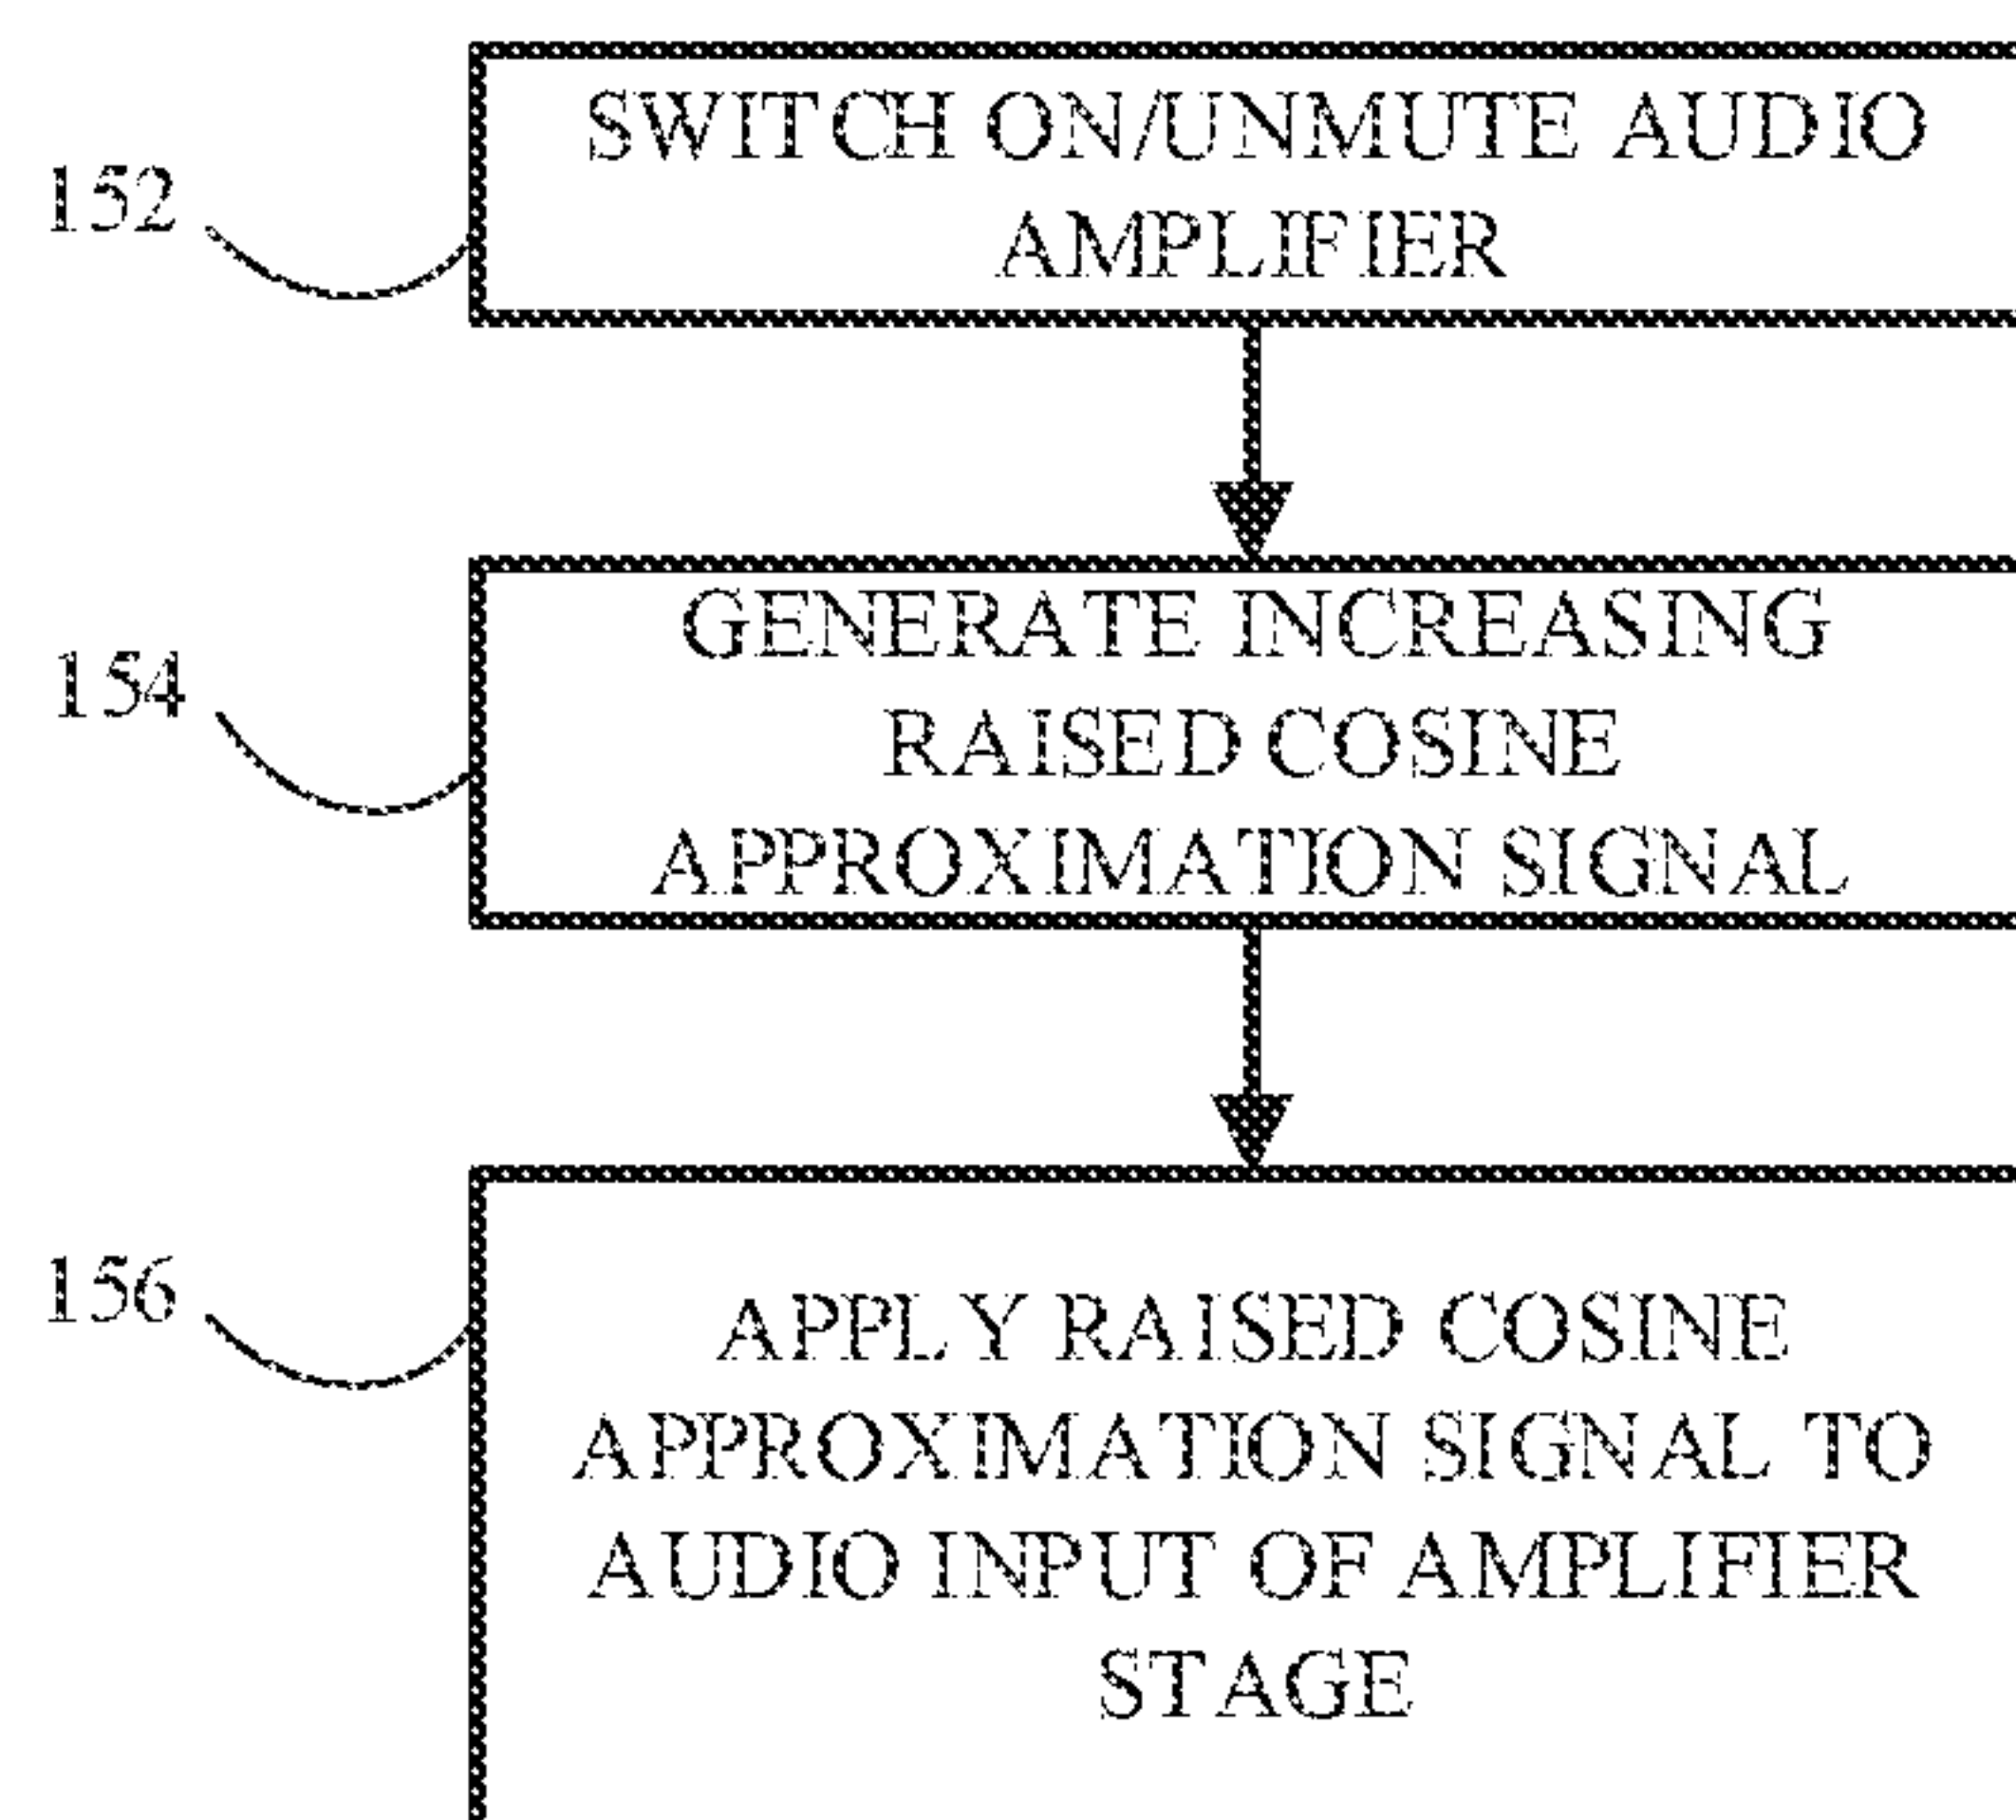 SWITCH ON/UNMUTE AUDIO
AMPLIFIER
152
GENERATE INCREASING
RAISED COSINE
APPROXIMATION SIGNAL
154
APPLY RAISED COSINE
APPROXIMATION SIGNAL TO
AUDIO INPUT OF AMPLIFIER
STAGE
156